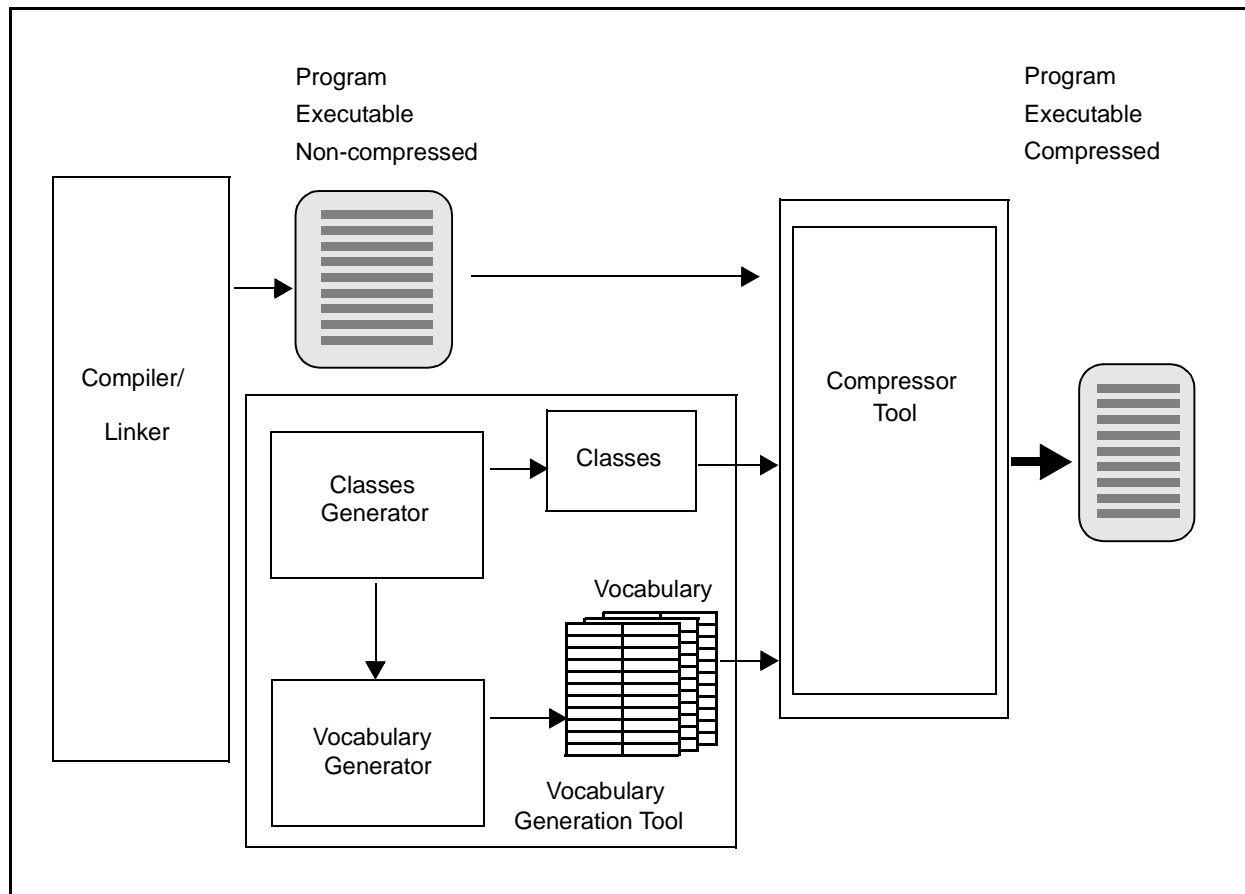 Program
Executable
Non-compressed
Program
Executable
Compressed
Compiler/
Linker
Compressor
Tool
Classes
Generator
Classes
Vocabulary
Vocabulary
Generator
Vocabulary
Generation Tool